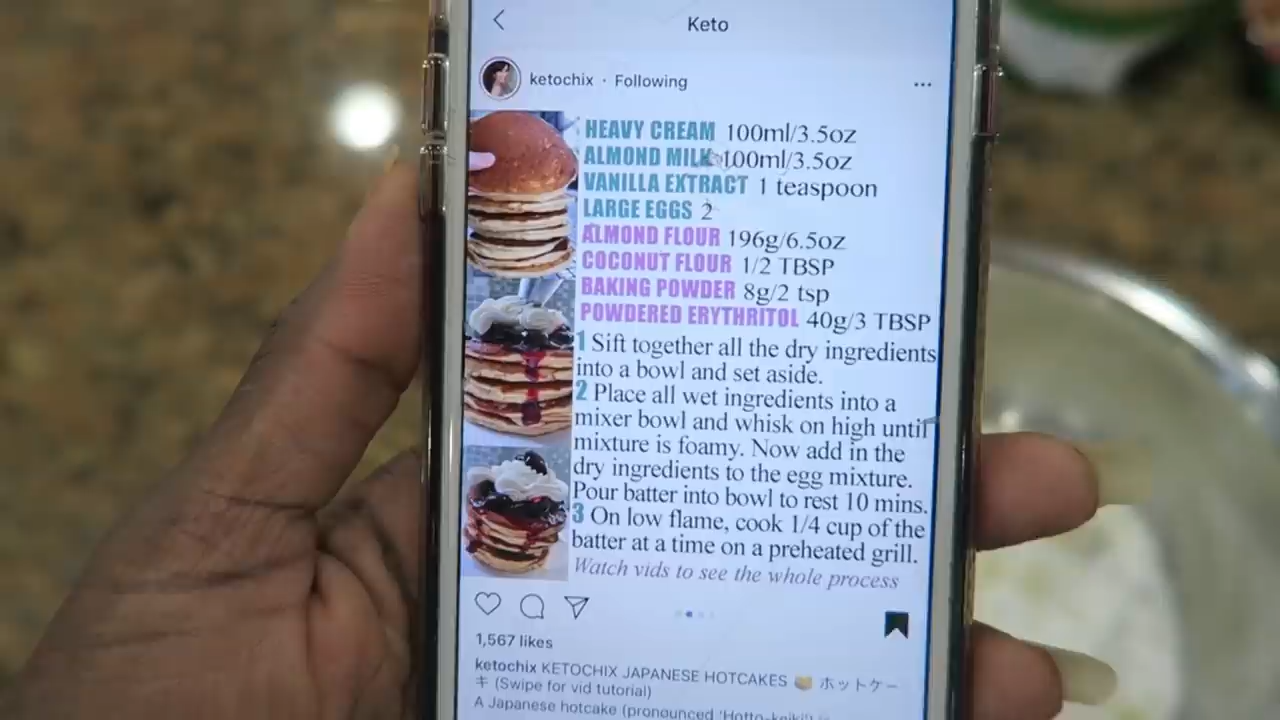 Keto
ketochix · Following
HEAVY CREAM 100ml/3.5oz
ALMOND MILK 100ml/3.5oz
VANILLA EXTRACT 1 teaspoon
LARGE EGGS 2
ALMOND FLOUR 196g/6.5oz
COCONUT FLOUR 1/2 TBSP
BAKING POWDER 8g/2 tsp
POWDERED ERYTHRITOL 40g/3 TBSP
1 Sift together all the dry ingredients
into a bowl and set aside.
2 Place all wet ingredients into a
mixer bowl and whisk on high until
mixture is foamy. Now add in the
dry ingredients to the egg mixture.
Pour batter into bowl to rest 10 mins.
3 On low flame, cook 1/4 cup of the
batter at a time on a preheated grill.
Watch vids to see the whole process
1,567 likes
ketochix KETOCHIX JAPANESE HOTCAKES 🥞 ホットケー
キ (Swipe for vid tutorial)
A Japanese hotcake (pronounced 'Hotto-keiki')